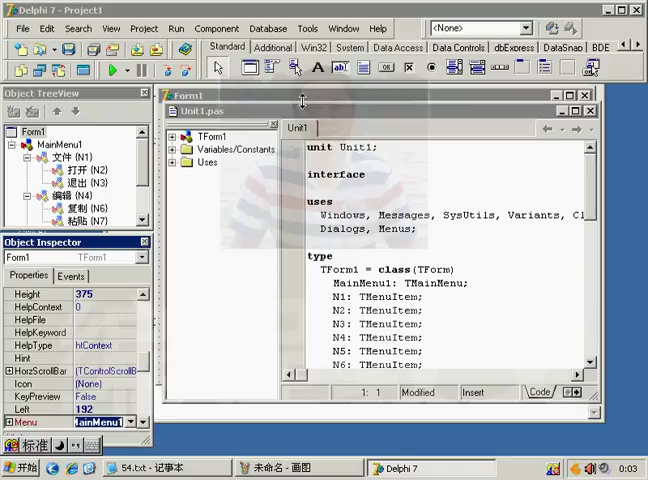 Delphi 7 - Project1
File Edit Search View Project Run Component Database Tools Window Help
<None>
Standard Additional Win32 System Data Access Data Controls dbExpress DataSnap BDE
Object TreeView
Form1
MainMenu1
文件 {N1}
打开 {N2}
退出 {N3}
编辑 {N4}
复制 {N6}
粘贴 {N7}
Object Inspector
Form1 TForm1
Properties Events
Height 375
HelpContext 0
HelpFile
HelpKeyword
HelpType htContext
Hint
HorzScrollBar (TControlScrollB
Icon (None)
KeyPreview False
Left 192
Menu MainMenu1
标准
Form1
Unit1.pas
TForm1
Variables/Constants
Uses
Unit1
unit Unit1;
interface
uses
Windows, Messages, SysUtils, Variants, Cl
Dialogs, Menus;
type
TForm1 = class(TForm)
MainMenu1: TMainMenu;
N1: TMenuItem;
N2: TMenuItem;
N3: TMenuItem;
N4: TMenuItem;
N5: TMenuItem;
N6: TMenuItem;
1: 1 Modified Insert Code
开始 54.txt - 记事本 未命名 - 画图 Delphi 7 0:03